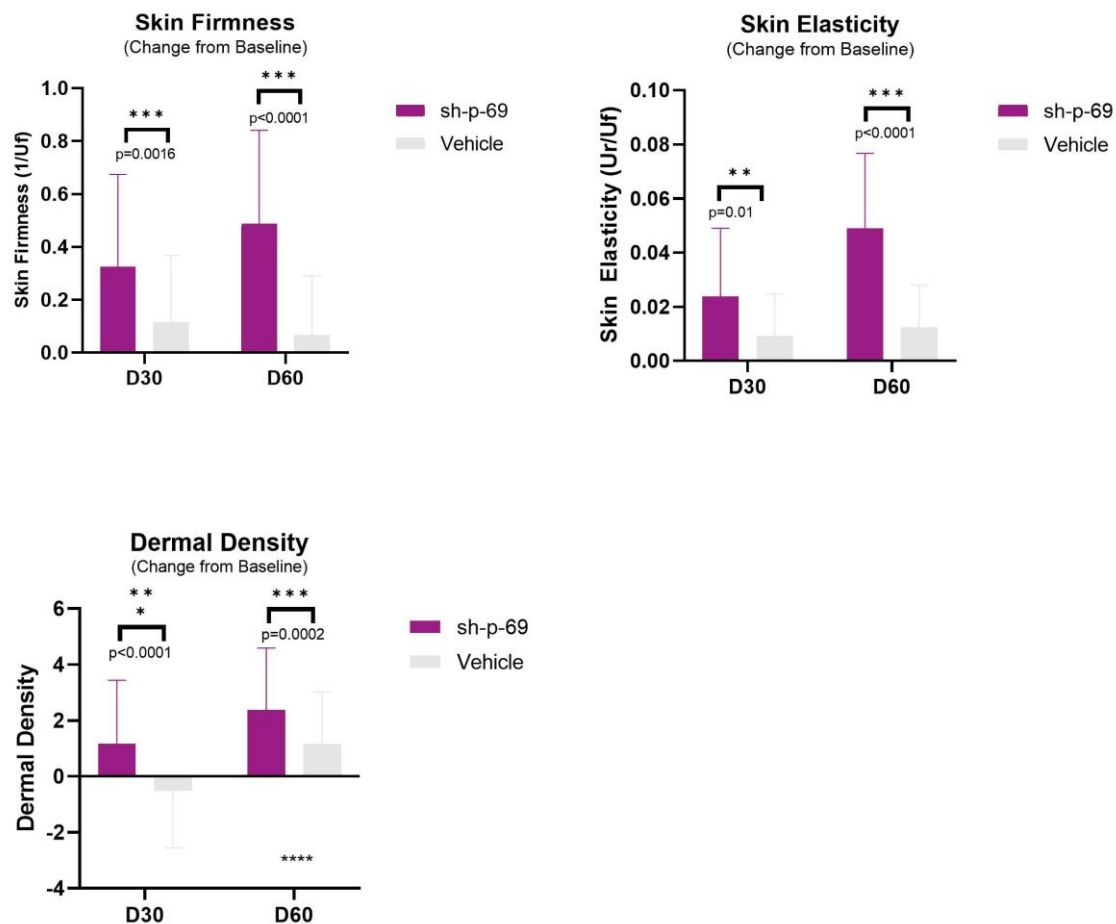 Skin Firmness
(Change from Baseline)
Skin Firmness (1/Uf)
1.0
0.8
0.6
0.4
0.2
0.0
***
p=0.0016
***
p<0.0001
D30
D60
sh-p-69
Vehicle
Skin Elasticity
(Change from Baseline)
Skin Elasticity (Ur/Uf)
0.10
0.08
0.06
0.04
0.02
0.00
**
p=0.01
***
p<0.0001
D30
D60
sh-p-69
Vehicle
Dermal Density
(Change from Baseline)
Dermal Density
6
4
2
0
-2
-4
**
*
p<0.0001
***
p=0.0002
****
D30
D60
sh-p-69
Vehicle